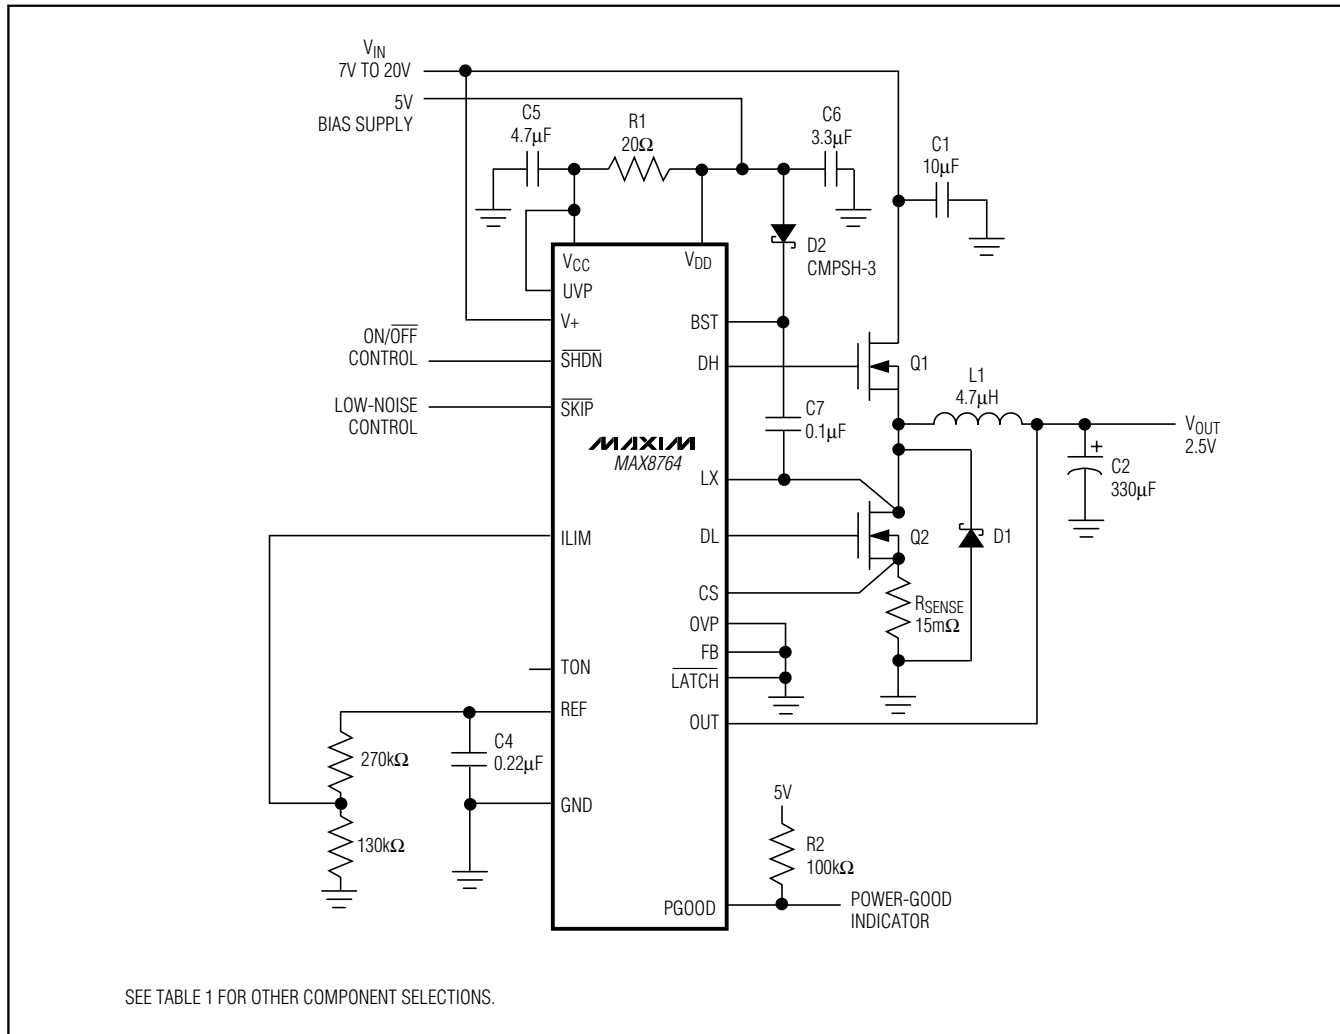 VIN
7V TO 20V
5V
BIAS SUPPLY
C5
4.7µF
R1
20Ω
C6
3.3µF
C1
10µF
D2
CMPSH-3
VCC
VDD
UVP
V+
BST
ON/OFF
CONTROL
SHDN
DH
Q1
L1
4.7µH
LOW-NOISE
CONTROL
SKIP
C7
0.1µF
VOUT
2.5V
MAXIM
MAX8764
+
C2
330µF
LX
ILIM
DL
Q2
D1
CS
RSENSE
15mΩ
OVP
FB
TON
LATCH
REF
OUT
270kΩ
C4
0.22µF
GND
5V
130kΩ
R2
100kΩ
PGOOD
POWER-GOOD
INDICATOR
SEE TABLE 1 FOR OTHER COMPONENT SELECTIONS.